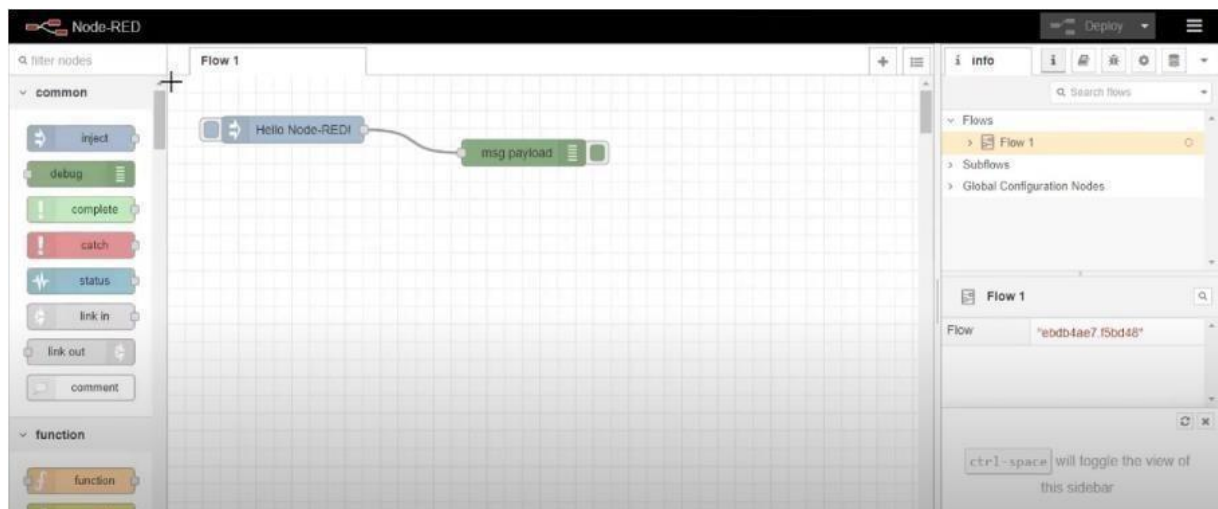 Node-RED
Deploy
filter nodes
Flow 1
info
Search flows
common
inject
debug
complete
catch
status
link in
link out
comment
function
function
Hello Node-RED!
msg.payload
Flows
Flow 1
Subflows
Global Configuration Nodes
Flow 1
Flow "ebdb4ae7.f5bd48"
ctrl-space will toggle the view of
this sidebar